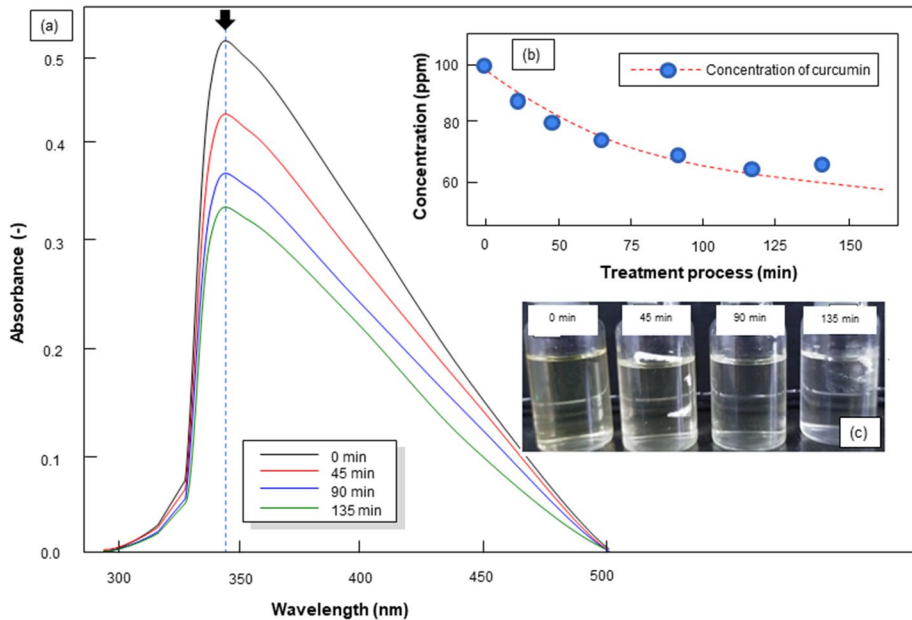 (a)
0.5
0.4
0.3
0.2
0.1
0.0
Absorbance (-)
300
350
400
450
500
Wavelength (nm)
0 min
45 min
90 min
135 min
(b)
Concentration of curcumin
100
80
60
Concentration (ppm)
0
50
75
100
125
150
Treatment process (min)
0 min
45 min
90 min
135 min
(c)